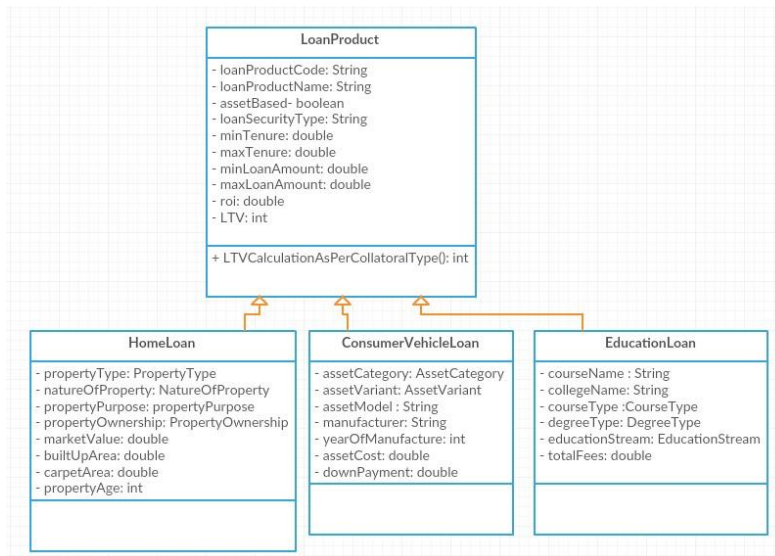 LoanProduct
- loanProductCode: String
- loanProductName: String
- assetBased- boolean
- loanSecurityType: String
- minTenure: double
- maxTenure: double
- minLoanAmount: double
- maxLoanAmount: double
- roi: double
- LTV: int
+ LTVCalculationAsPerCollatoralType(): int
HomeLoan
- propertyType: PropertyType
- natureOfProperty: NatureOfProperty
- propertyPurpose: propertyPurpose
- propertyOwnership: PropertyOwnership
- marketValue: double
- builtUpArea: double
- carpetArea: double
- propertyAge: int
ConsumerVehicleLoan
- assetCategory: AssetCategory
- assetVariant: AssetVariant
- assetModel : String
- manufacturer: String
- yearOfManufacture: int
- assetCost: double
- downPayment: double
EducationLoan
- courseName : String
- collegeName: String
- courseType :CourseType
- degreeType: DegreeType
- educationStream: EducationStream
- totalFees: double